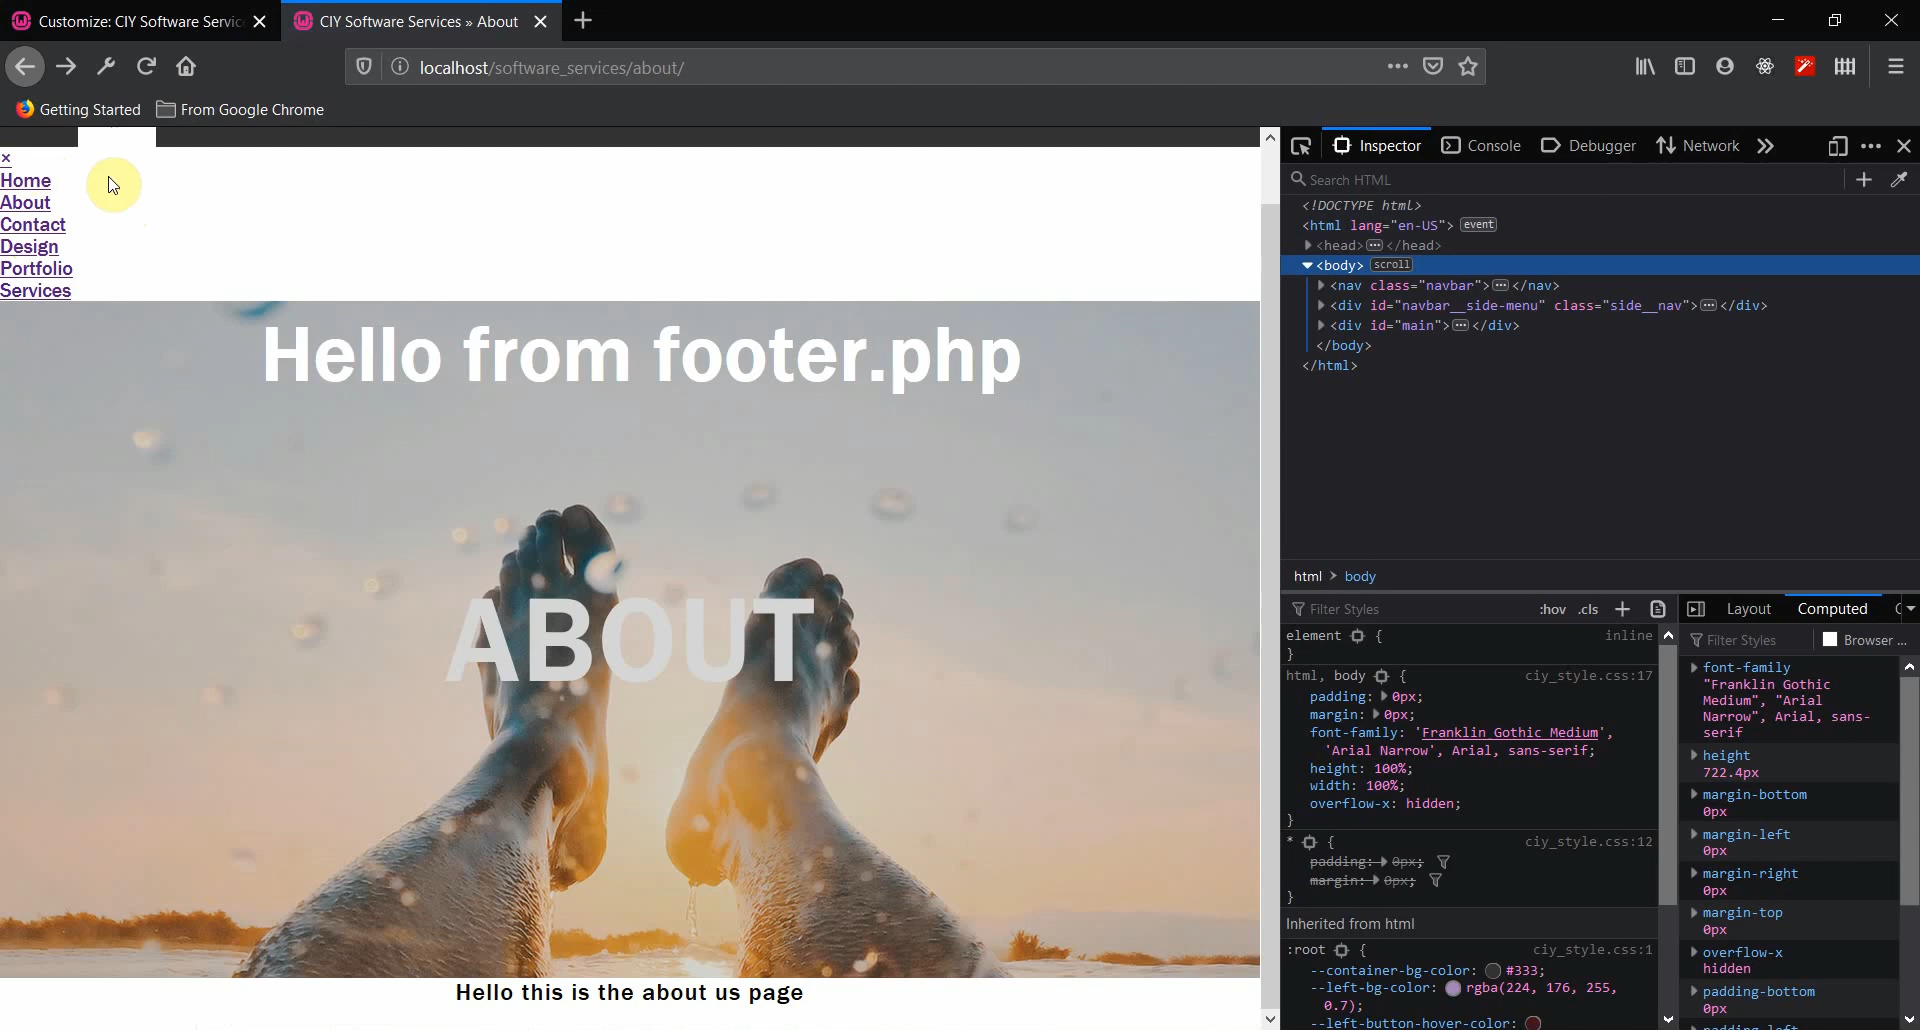 Customize: CIY Software Servic
CIY Software Services » About
localhost/software_services/about/
Getting Started
From Google Chrome
×
Home
About
Contact
Design
Portfolio
Services
Hello from footer.php
ABOUT
Hello this is the about us page
Inspector
Console
Debugger
Network
Search HTML
<!DOCTYPE html>
<html lang="en-US"> event
<head> </head>
<body> scroll
<nav class="navbar"> </nav>
<div id="navbar__side-menu" class="side__nav"> </div>
<div id="main"> </div>
</body>
</html>
html > body
Filter Styles
:hov .cls
element {
inline
}
html, body {
ciy_style.css:17
padding: 0px;
margin: 0px;
font-family: 'Franklin Gothic Medium',
'Arial Narrow', Arial, sans-serif;
height: 100%;
width: 100%;
overflow-x: hidden;
}
* {
ciy_style.css:12
padding: 0px;
margin: 0px;
}
Inherited from html
:root {
ciy_style.css:1
--container-bg-color: #333;
--left-bg-color: rgba(224, 176, 255,
0.7);
--left-button-hover-color:
Layout
Computed
Filter Styles
Browser ...
font-family
"Franklin Gothic
Medium", "Arial
Narrow", Arial, sans-
serif
height
722.4px
margin-bottom
0px
margin-left
0px
margin-right
0px
margin-top
0px
overflow-x
hidden
padding-bottom
0px